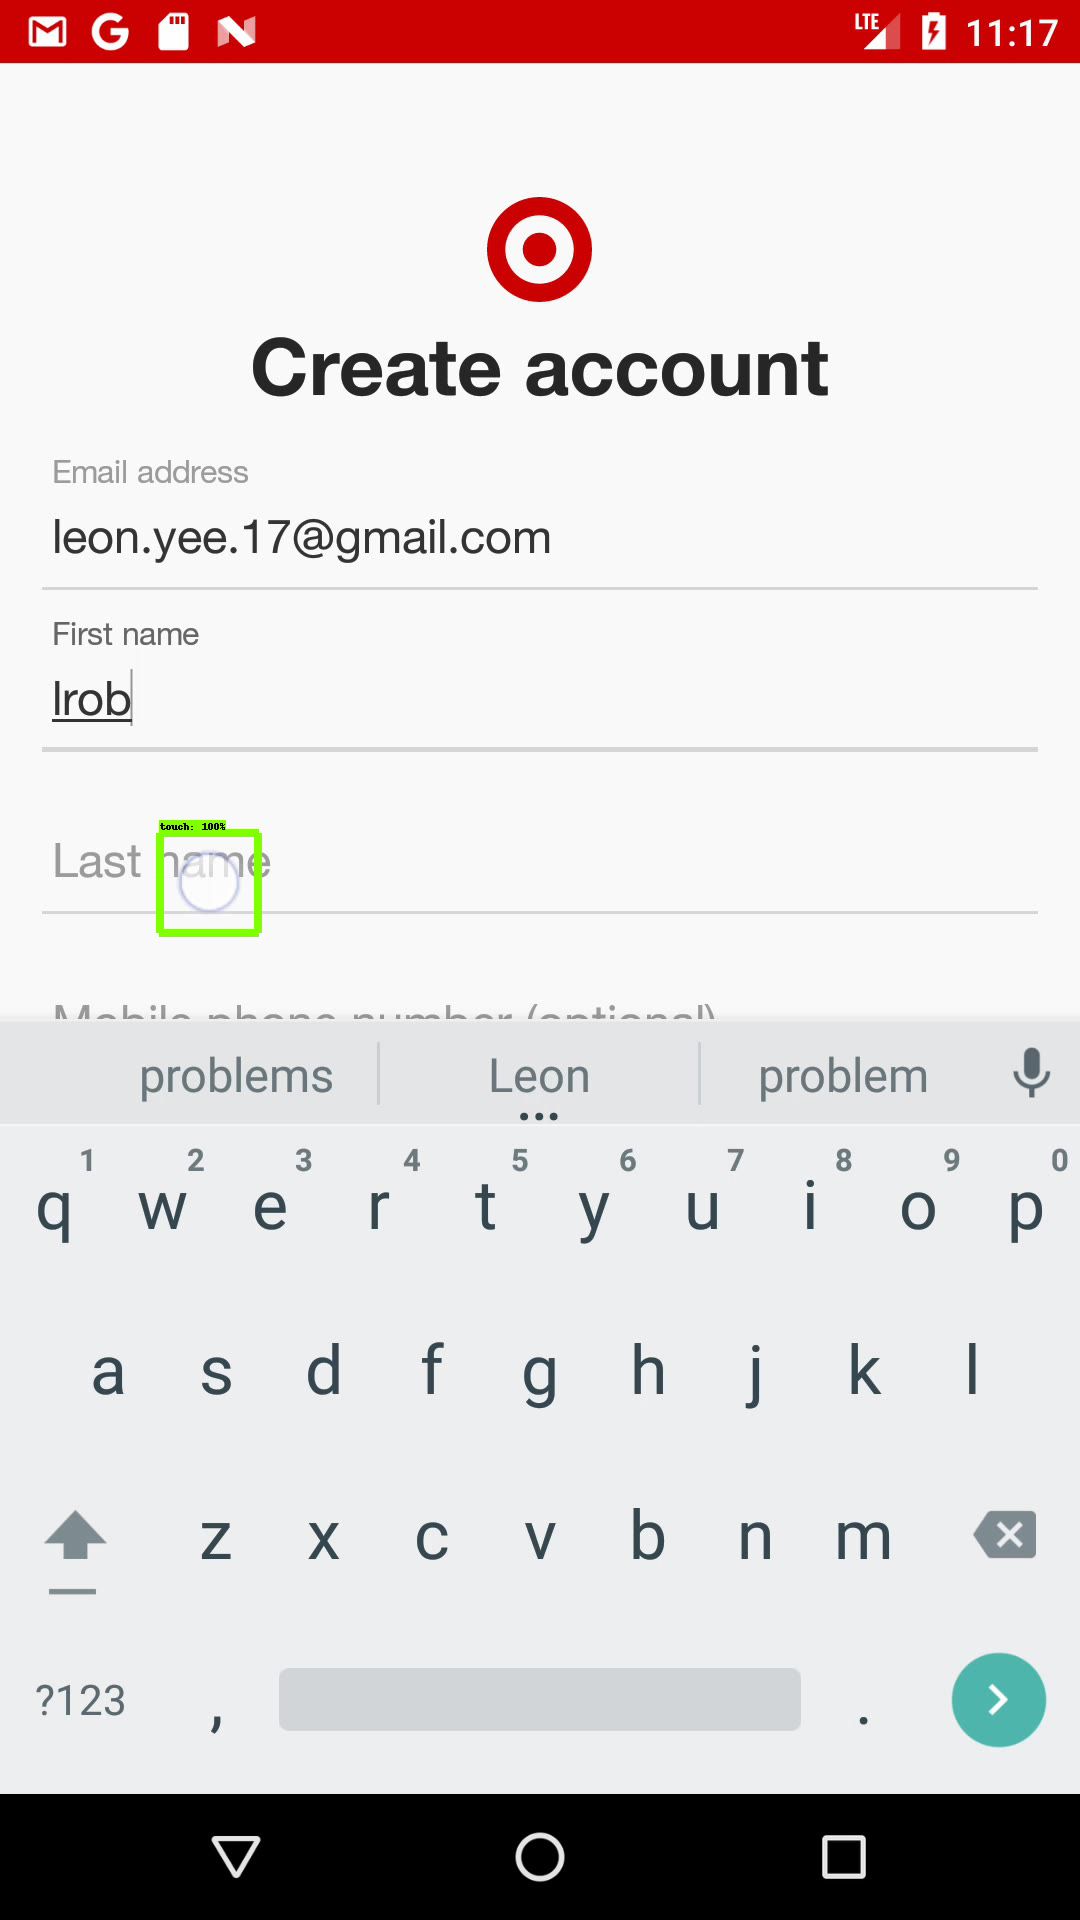 LTE 11:17
Create account
Email address
leon.yee.17@gmail.com
First name
lrob
touch: 100%
Last name
Mobile phone number (optional)
problems Leon problem
1 2 3 4 5 6 7 8 9 0
q w e r t y u i o p
a s d f g h j k l
z x c v b n m
?123 , .